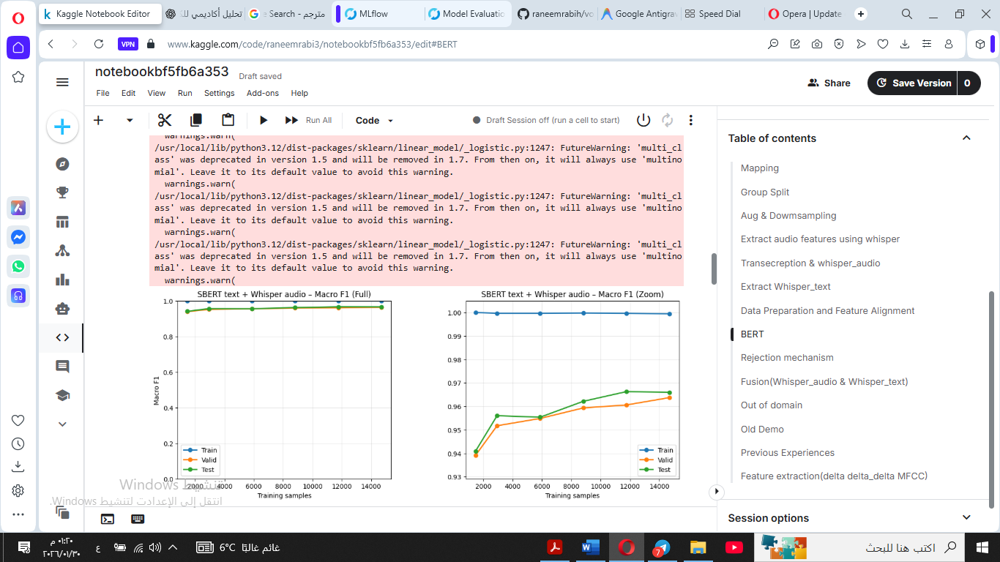 Kaggle Notebook Editor
تحليل أكاديمي للـ
مترجم - Search
MLflow
Model Evaluatio
raneemrabih/vo
Google Antigrav
Speed Dial
Opera | Update
VPN
www.kaggle.com/code/raneemrabi3/notebookbf5fb6a353/edit#BERT
notebookbf5fb6a353
Draft saved
File Edit View Run Settings Add-ons Help
Share
Save Version 0
Run All
Code
Draft Session off (run a cell to start)
warnings.warn(
/usr/local/lib/python3.12/dist-packages/sklearn/linear_model/_logistic.py:1247: FutureWarning: 'multi_cl
ass' was deprecated in version 1.5 and will be removed in 1.7. From then on, it will always use 'multino
mial'. Leave it to its default value to avoid this warning.
warnings.warn(
/usr/local/lib/python3.12/dist-packages/sklearn/linear_model/_logistic.py:1247: FutureWarning: 'multi_cl
ass' was deprecated in version 1.5 and will be removed in 1.7. From then on, it will always use 'multino
mial'. Leave it to its default value to avoid this warning.
warnings.warn(
/usr/local/lib/python3.12/dist-packages/sklearn/linear_model/_logistic.py:1247: FutureWarning: 'multi_cl
ass' was deprecated in version 1.5 and will be removed in 1.7. From then on, it will always use 'multino
mial'. Leave it to its default value to avoid this warning.
warnings.warn(
SBERT text + Whisper audio – Macro F1 (Full)
1.0
0.8
0.6
0.4
0.2
0.0
Macro F1
Train
Valid
Test
2000 4000 6000 8000 10000 12000 14000
Training samples
SBERT text + Whisper audio – Macro F1 (Zoom)
1.00
0.99
0.98
0.97
0.96
0.95
0.94
0.93
Train
Valid
Test
2000 4000 6000 8000 10000 12000 14000
Training samples
تنشيط Windows
انتقل إلى الإعدادت لتنشيط Windows.
Table of contents
Mapping
Group Split
Aug & Dowmsampling
Extract audio features using whisper
Transecreption & whisper_audio
Extract Whisper_text
Data Preparation and Feature Alignment
BERT
Rejection mechanism
Fusion(Whisper_audio & Whisper_text)
Out of domain
Old Demo
Previous Experiences
Feature extraction(delta delta_delta MFCC)
Session options
٠١:٢٠ م
٢٠٢٦/٠١/٣٠
ع
6°C غائم غالبًا
7
اكتب هنا للبحث